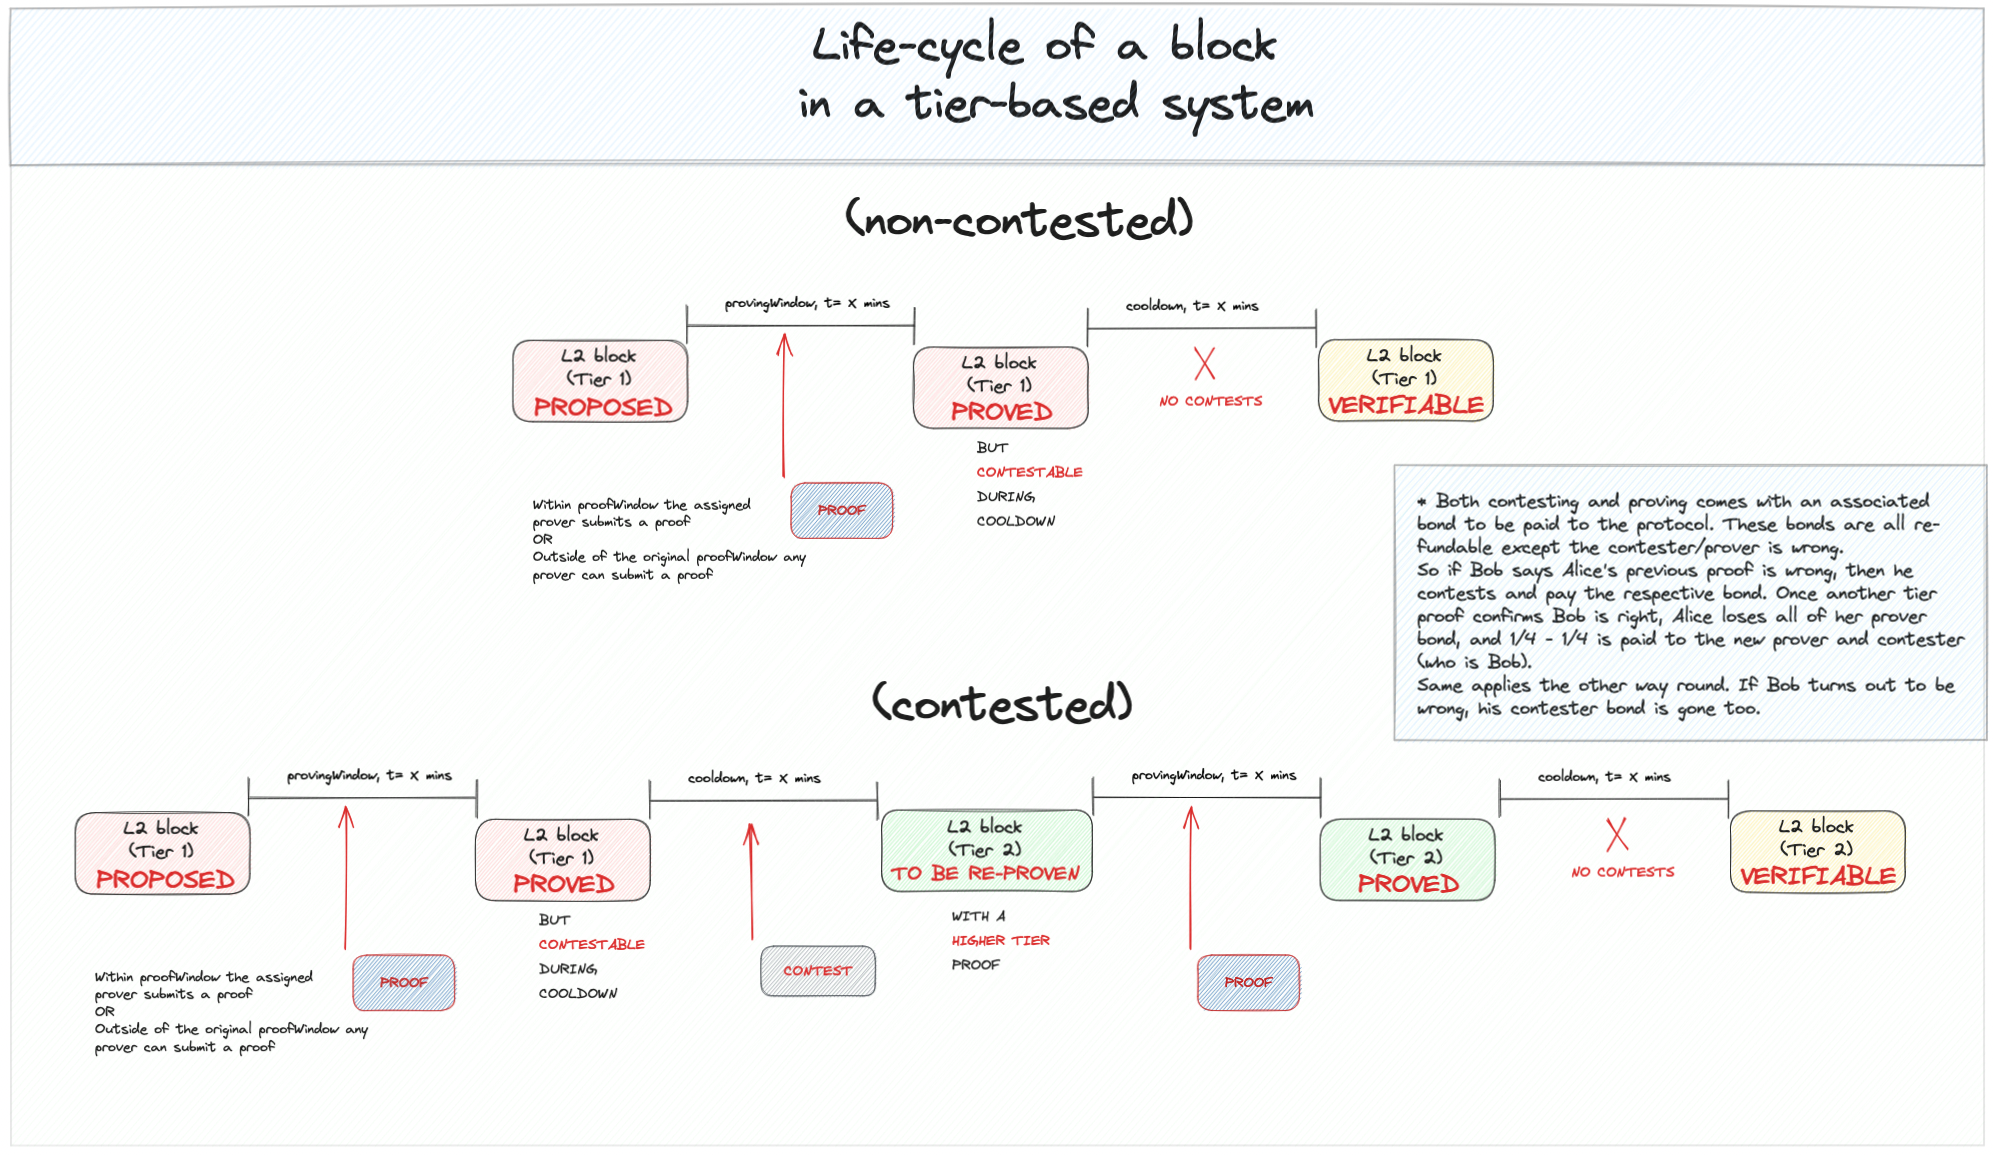 Life-cycle of a block
in a tier-based system
(non-contested)
provingWindow, t= X mins
cooldown, t= X mins
L2 block
(Tier 1)
PROPOSED
L2 block
(Tier 1)
PROVED
NO CONTESTS
L2 block
(Tier 1)
VERIFIABLE
BUT
CONTESTABLE
DURING
COOLDOWN
Within proofWindow the assigned
prover submits a proof
OR
Outside of the original proofWindow any
prover can submit a proof
PROOF
* Both contesting and proving comes with an associated
bond to be paid to the protocol. These bonds are all re-
fundable except the contester/prover is wrong.
So if Bob says Alice's previous proof is wrong, then he
contests and pay the respective bond. Once another tier
proof confirms Bob is right, Alice loses all of her prover
bond, and 1/4 - 1/4 is paid to the new prover and contester
(who is Bob).
Same applies the other way round. If Bob turns out to be
wrong, his contester bond is gone too.
(contested)
provingWindow, t= X mins
cooldown, t= X mins
provingWindow, t= X mins
cooldown, t= X mins
L2 block
(Tier 1)
PROPOSED
L2 block
(Tier 1)
PROVED
L2 block
(Tier 2)
TO BE RE-PROVEN
L2 block
(Tier 2)
PROVED
NO CONTESTS
L2 block
(Tier 2)
VERIFIABLE
BUT
CONTESTABLE
DURING
COOLDOWN
WITH A
HIGHER TIER
PROOF
Within proofWindow the assigned
prover submits a proof
OR
Outside of the original proofWindow any
prover can submit a proof
PROOF
CONTEST
PROOF